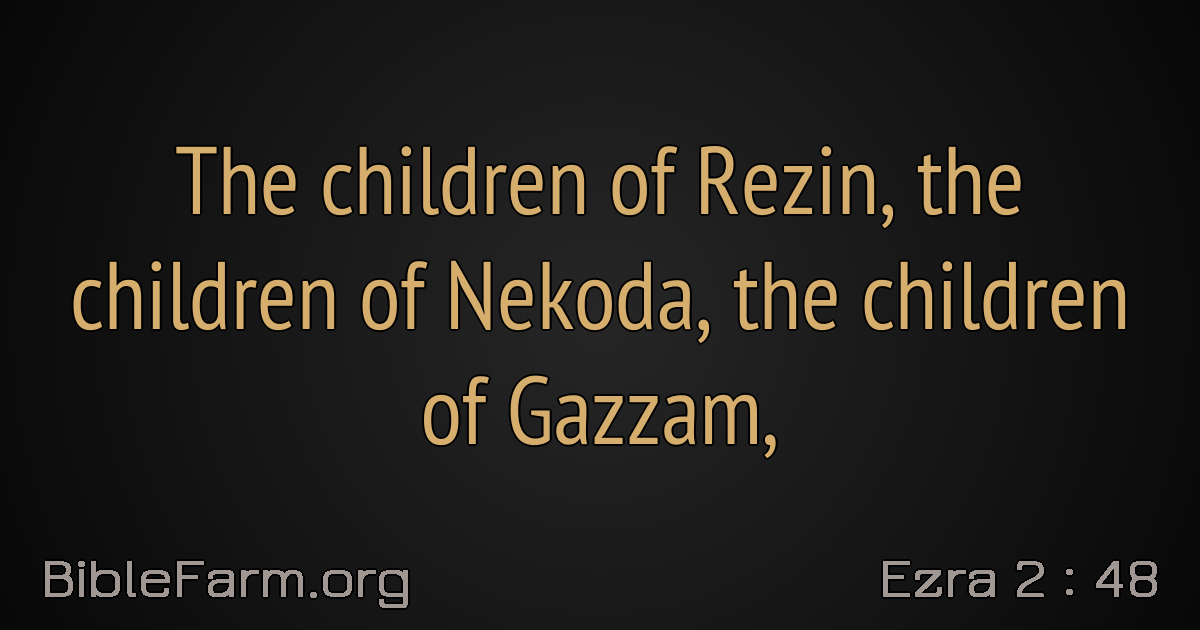 The children of Rezin, the
children of Nekoda, the children
of Gazzam,
BibleFarm.org
Ezra 2 : 48